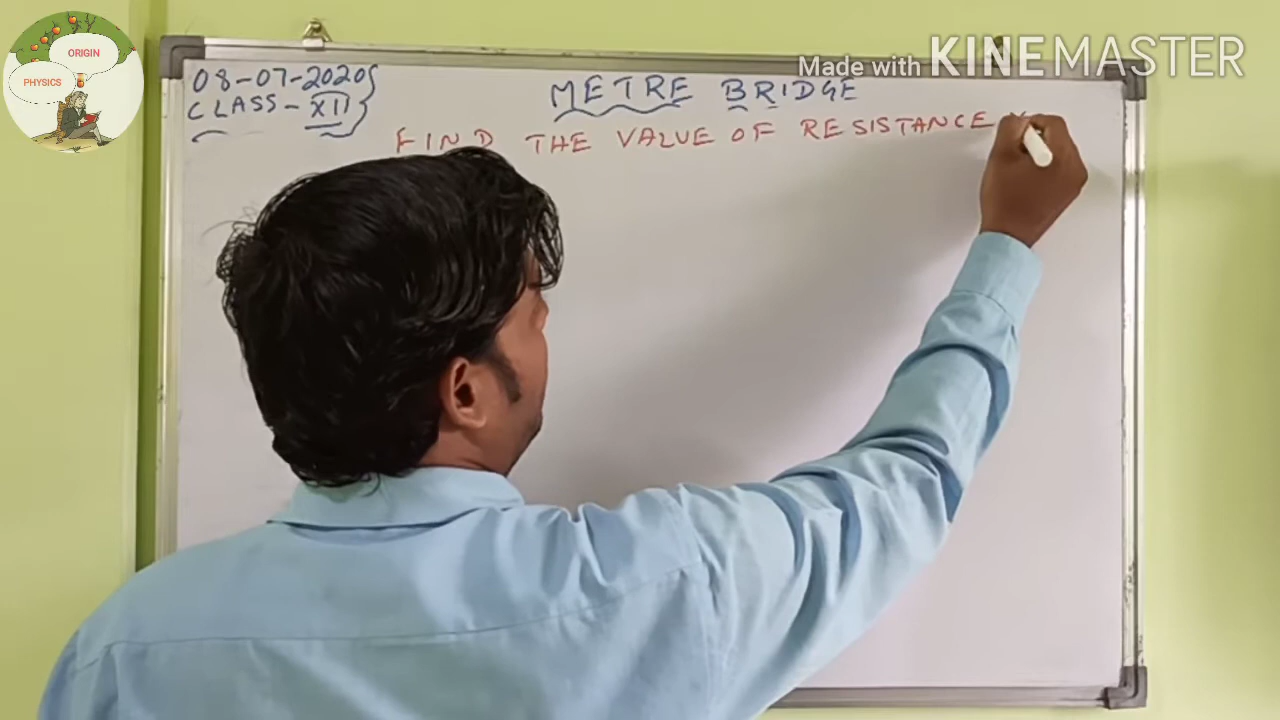 ORIGIN
PHYSICS
Made with KINEMASTER
08-07-2020
CLASS - XII
METRE BRIDGE
FIND THE VALUE OF RESISTANCE